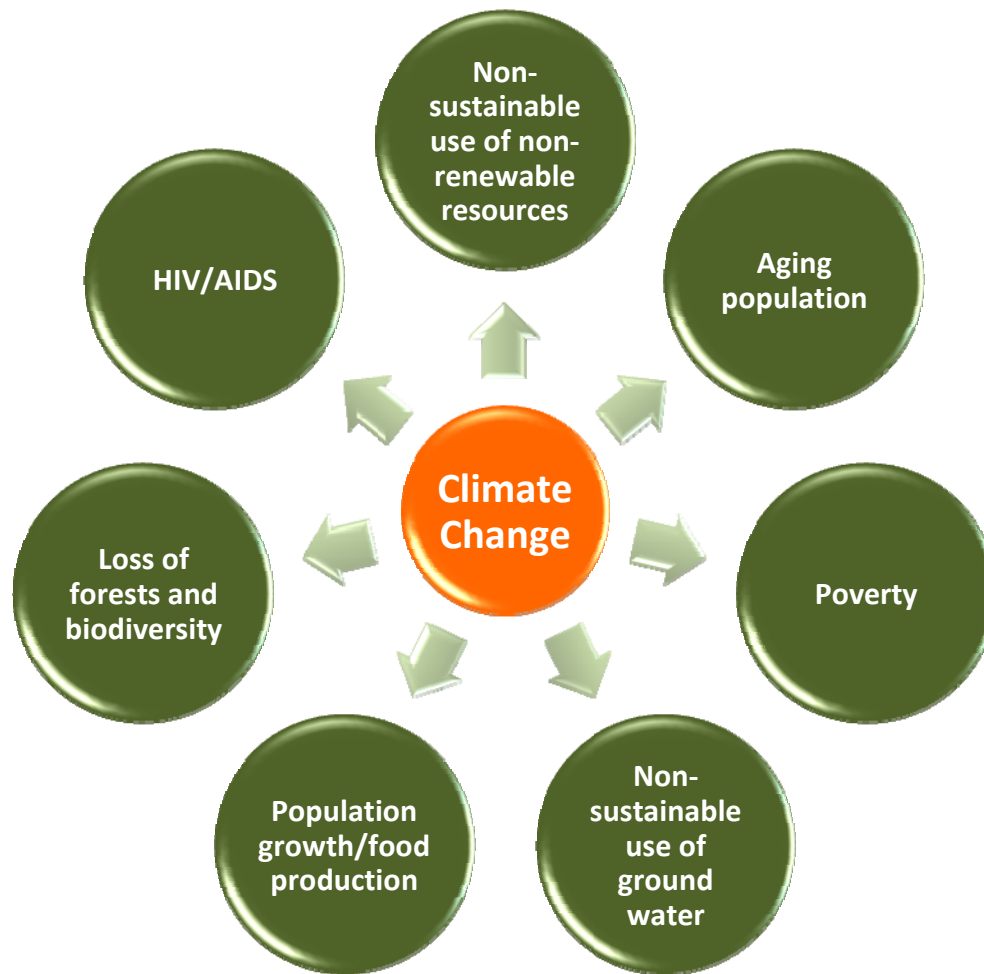 Non-
sustainable
use of non-
renewable
resources
Aging
population
HIV/AIDS
Climate
Change
Loss of
forests and
biodiversity
Poverty
Population
growth/food
production
Non-
sustainable
use of
ground
water